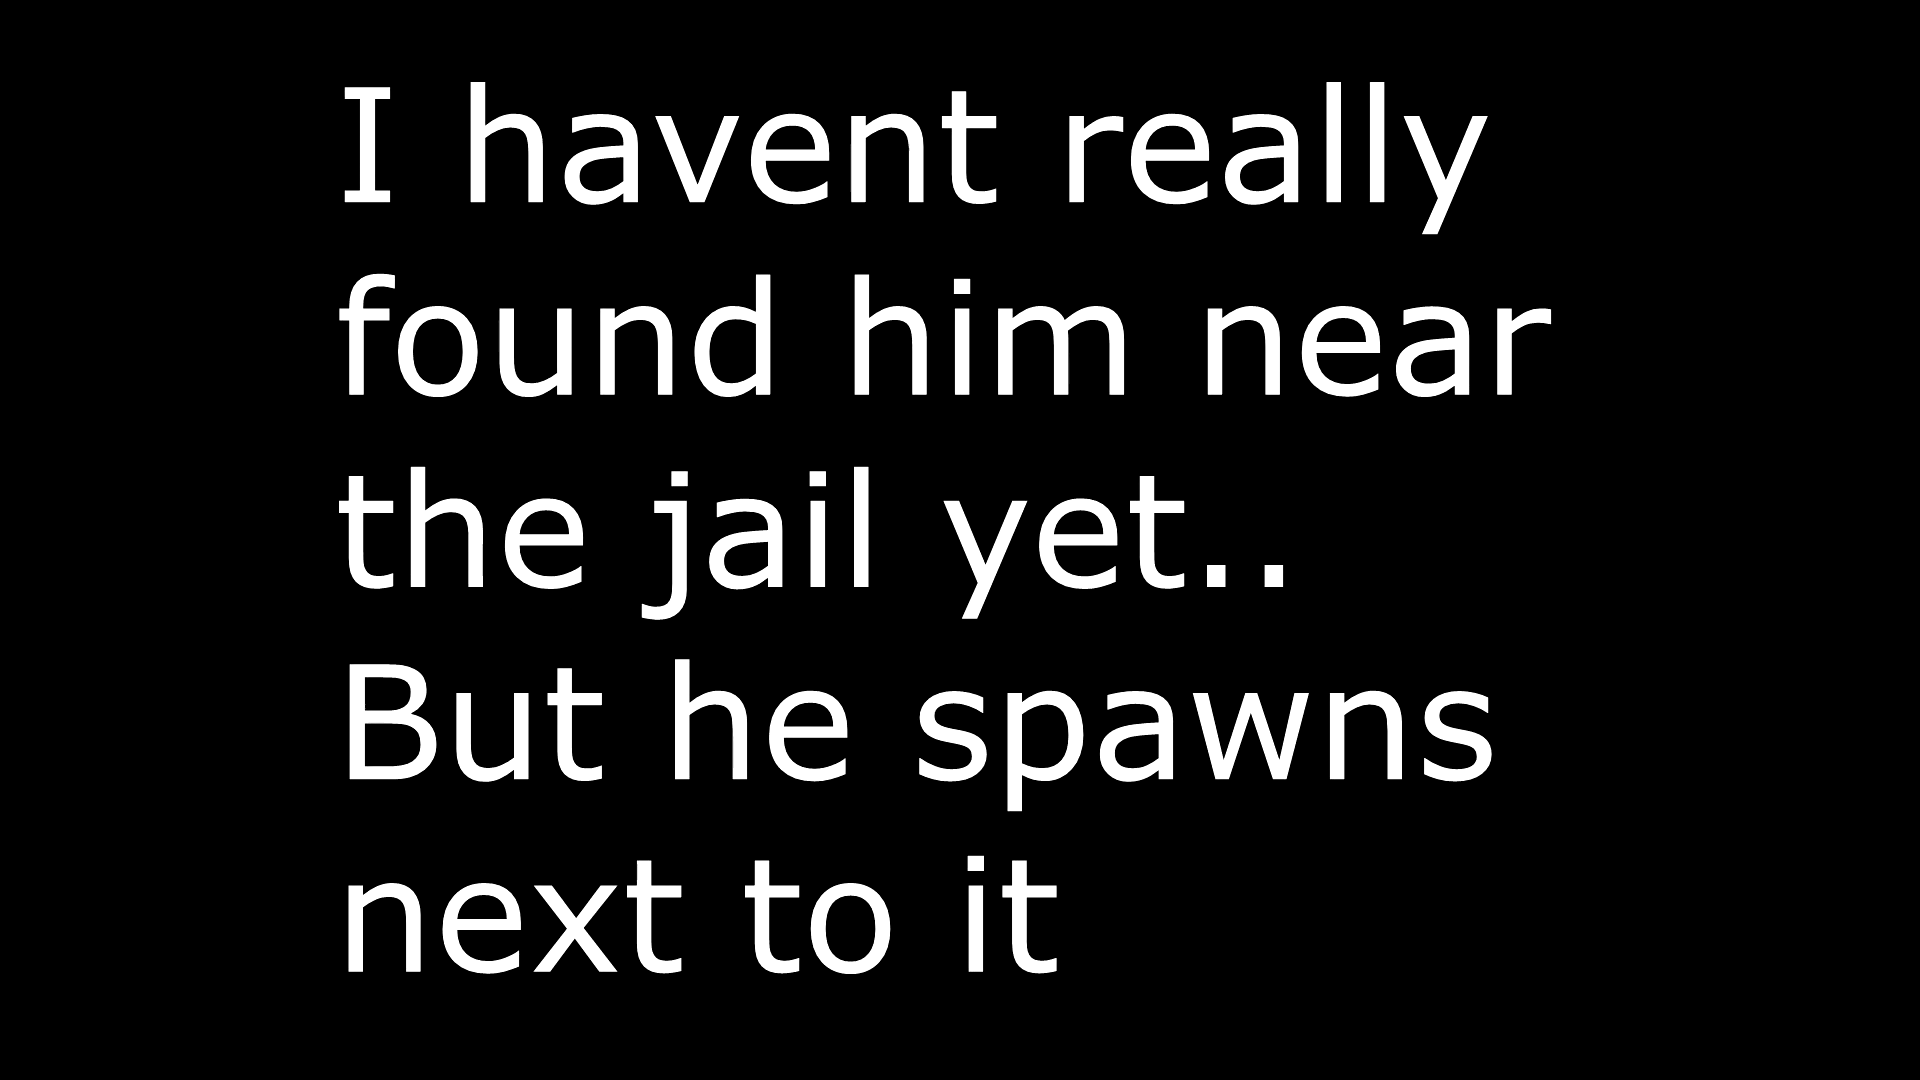 I havent really
found him near
the jail yet..
But he spawns
next to it